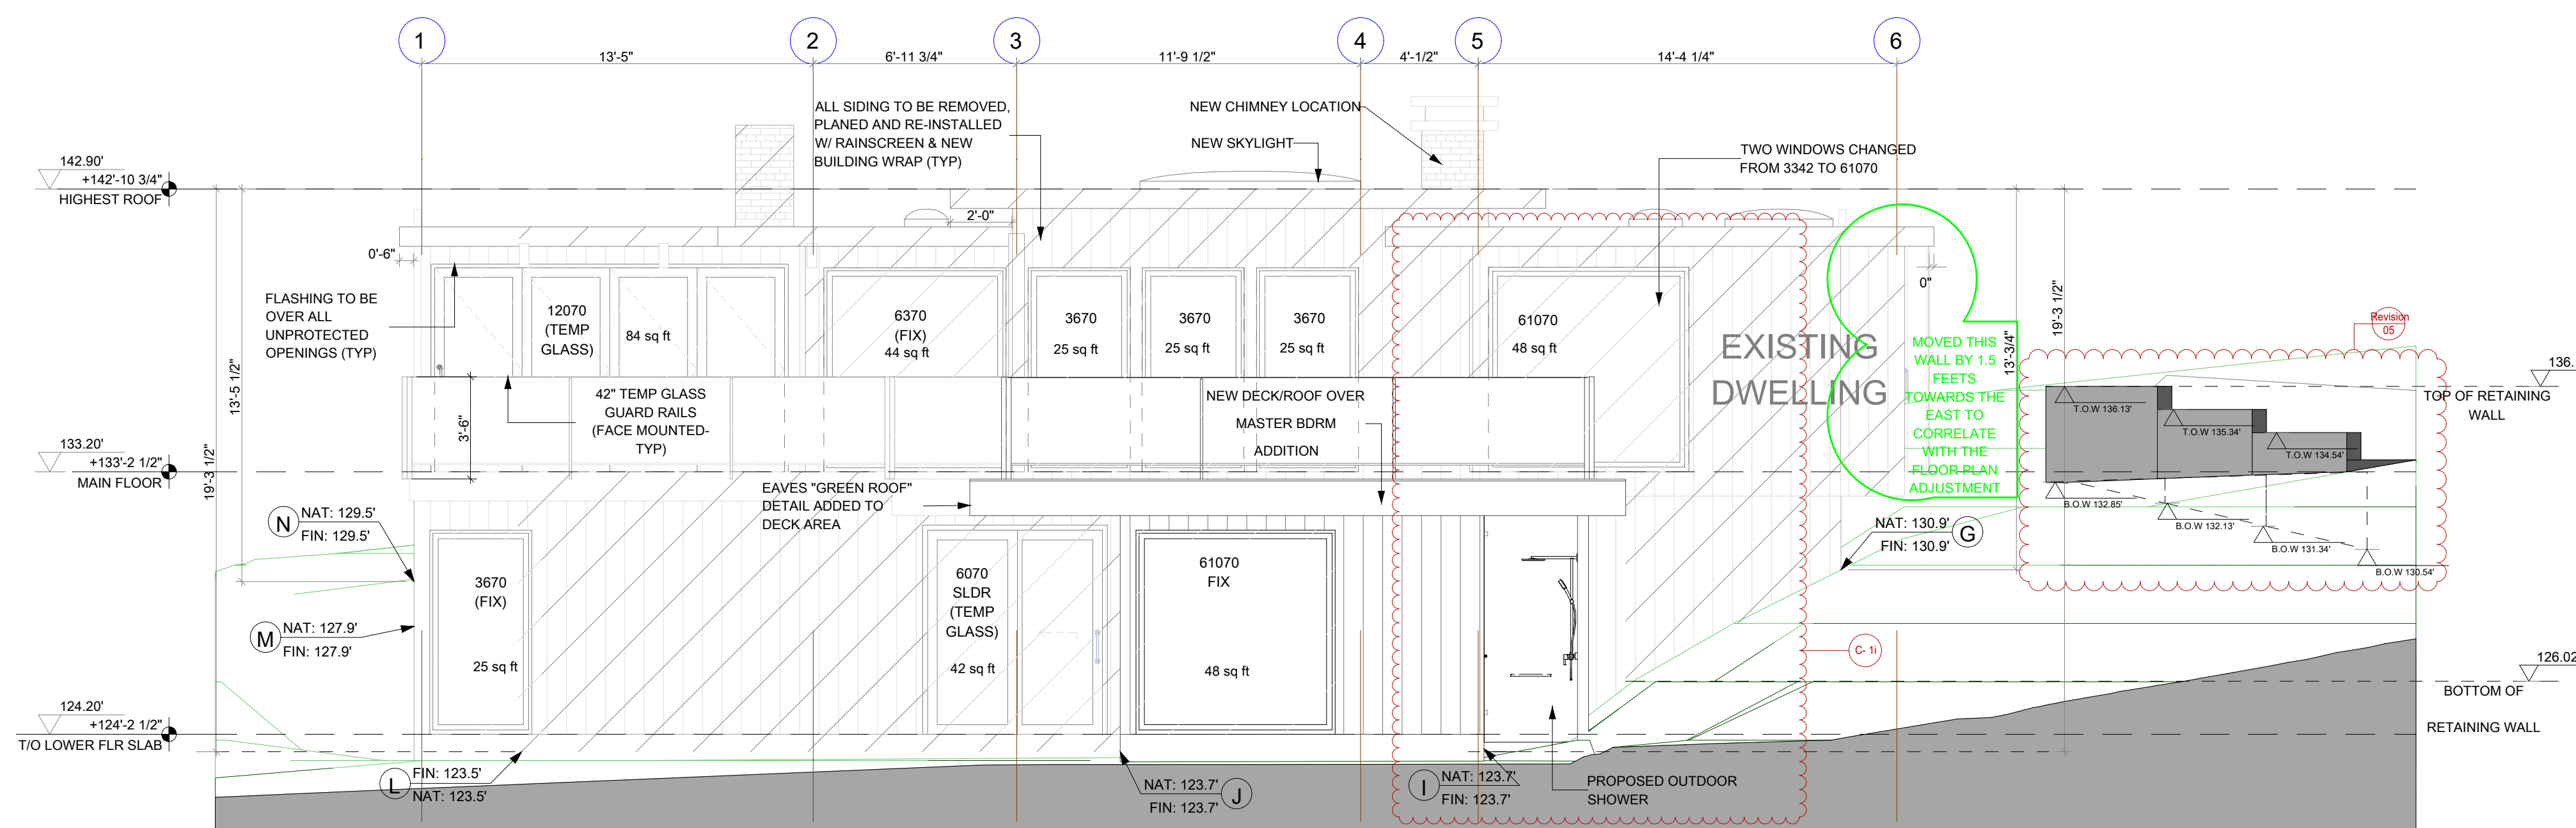 1
2
3
4
5
6
13'-5"
6'-11 3/4"
11'-9 1/2"
4'-1/2"
14'-4 1/4"
ALL SIDING TO BE REMOVED,
PLANED AND RE-INSTALLED
W/ RAINSCREEN & NEW
BUILDING WRAP (TYP)
NEW CHIMNEY LOCATION
NEW SKYLIGHT
TWO WINDOWS CHANGED
FROM 3342 TO 61070
142.90'
+142'-10 3/4"
HIGHEST ROOF
2'-0"
0'-6"
0"
FLASHING TO BE
OVER ALL
UNPROTECTED
OPENINGS (TYP)
12070
(TEMP
GLASS)
84 sq ft
6370
(FIX)
44 sq ft
3670
25 sq ft
3670
25 sq ft
3670
25 sq ft
61070
48 sq ft
EXISTING
DWELLING
MOVED THIS
WALL BY 1.5
FEETS
TOWARDS THE
EAST TO
CORRELATE
WITH THE
FLOOR PLAN
ADJUSTMENT
13'-3/4"
19'-3 1/2"
Revision
05
136.
TOP OF RETAINING
WALL
T.O.W 136.13'
T.O.W 135.34'
T.O.W 134.54'
B.O.W 132.85'
B.O.W 132.13'
B.O.W 131.34'
B.O.W 130.54'
13'-5 1/2"
19'-3 1/2"
3'-6"
42" TEMP GLASS
GUARD RAILS
(FACE MOUNTED-
TYP)
NEW DECK/ROOF OVER
MASTER BDRM
ADDITION
133.20'
+133'-2 1/2"
MAIN FLOOR
EAVES "GREEN ROOF"
DETAIL ADDED TO
DECK AREA
N
NAT: 129.5'
FIN: 129.5'
NAT: 130.9'
FIN: 130.9'
G
3670
(FIX)
25 sq ft
6070
SLDR
(TEMP
GLASS)
42 sq ft
61070
FIX
48 sq ft
M
NAT: 127.9'
FIN: 127.9'
C- 1i
126.02
BOTTOM OF
RETAINING WALL
124.20'
+124'-2 1/2"
T/O LOWER FLR SLAB
L
FIN: 123.5'
NAT: 123.5'
NAT: 123.7'
FIN: 123.7'
J
I
NAT: 123.7'
FIN: 123.7'
PROPOSED OUTDOOR
SHOWER